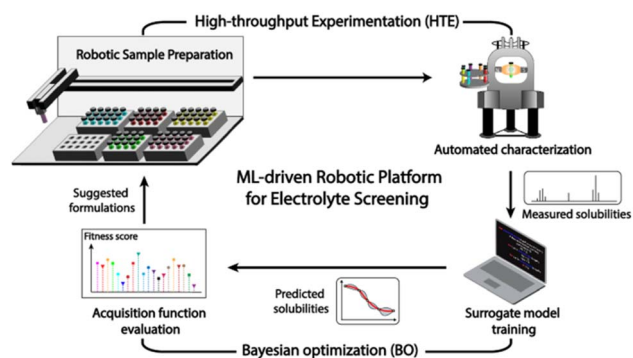 High-throughput Experimentation (HTE)
Robotic Sample Preparation
Automated characterization
ML-driven Robotic Platform
for Electrolyte Screening
Suggested
formulations
Measured solubilities
Fitness score
Predicted
solubilities
Acquisition function
evaluation
Surrogate model
training
Bayesian optimization (BO)